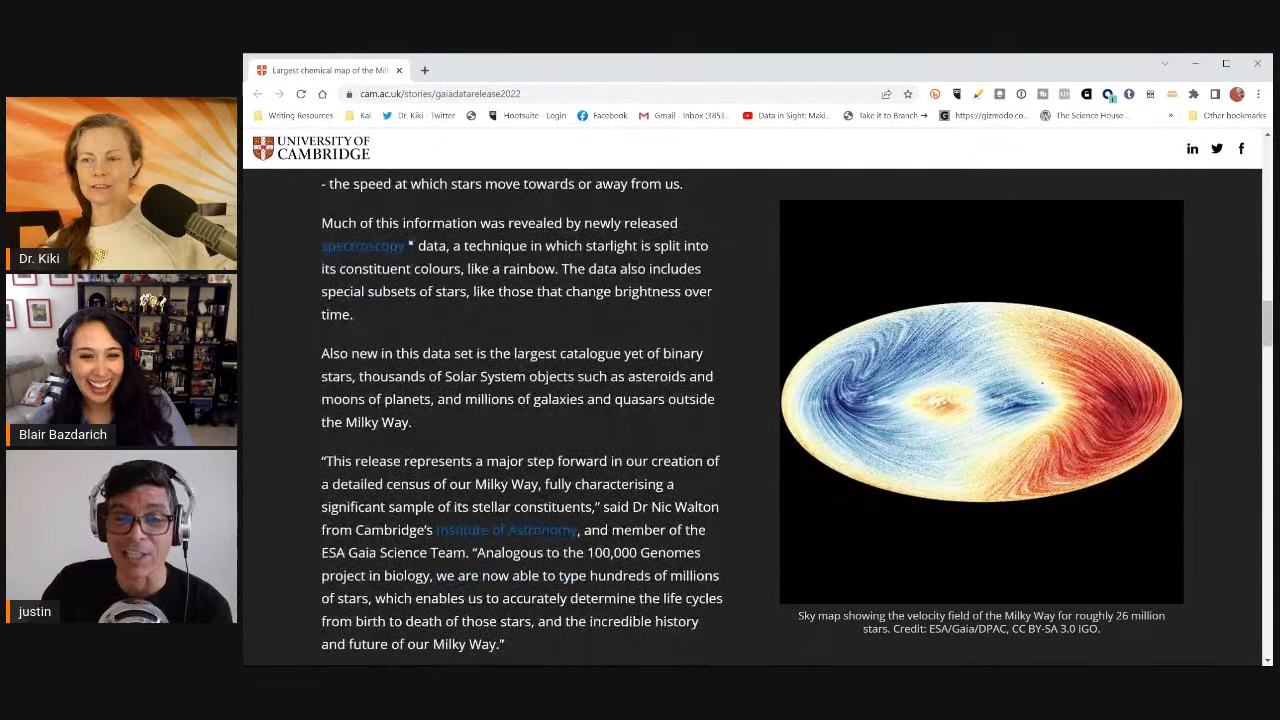 Largest chemical map of the Mil
cam.ac.uk/stories/gaiadatarelease2022
Writing Resources
Kai
Dr. Kiki - Twitter
Hootsuite - Login
Facebook
Gmail - Inbox (3853...
Data in Sight: Maki...
Take it to Branch →
https://gizmodo.co...
The Science House...
»
Other bookmarks
UNIVERSITY OF
CAMBRIDGE
- the speed at which stars move towards or away from us.
Much of this information was revealed by newly released
spectroscopy data, a technique in which starlight is split into
its constituent colours, like a rainbow. The data also includes
special subsets of stars, like those that change brightness over
time.
Also new in this data set is the largest catalogue yet of binary
stars, thousands of Solar System objects such as asteroids and
moons of planets, and millions of galaxies and quasars outside
the Milky Way.
“This release represents a major step forward in our creation of
a detailed census of our Milky Way, fully characterising a
significant sample of its stellar constituents,” said Dr Nic Walton
from Cambridge’s Institute of Astronomy, and member of the
ESA Gaia Science Team. “Analogous to the 100,000 Genomes
project in biology, we are now able to type hundreds of millions
of stars, which enables us to accurately determine the life cycles
from birth to death of those stars, and the incredible history
and future of our Milky Way.”
Sky map showing the velocity field of the Milky Way for roughly 26 million
stars. Credit: ESA/Gaia/DPAC, CC BY-SA 3.0 IGO.
Dr. Kiki
Blair Bazdarich
justin